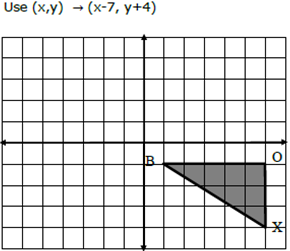 Use (x,y) → (x-7, y+4)
B
O
X